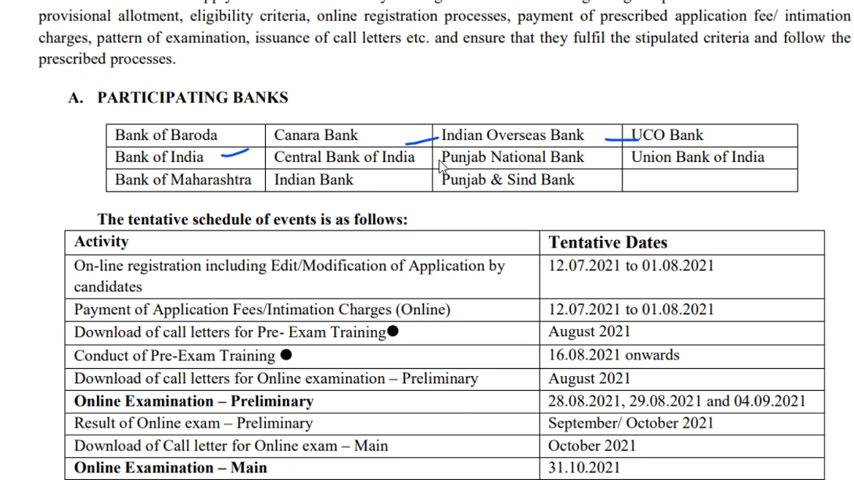 provisional allotment, eligibility criteria, online registration processes, payment of prescribed application fee/ intimation
charges, pattern of examination, issuance of call letters etc. and ensure that they fulfil the stipulated criteria and follow the
prescribed processes.
A. PARTICIPATING BANKS
Bank of Baroda Canara Bank Indian Overseas Bank UCO Bank
Bank of India Central Bank of India Punjab National Bank Union Bank of India
Bank of Maharashtra Indian Bank Punjab & Sind Bank
The tentative schedule of events is as follows:
Activity Tentative Dates
On-line registration including Edit/Modification of Application by 12.07.2021 to 01.08.2021
candidates
Payment of Application Fees/Intimation Charges (Online) 12.07.2021 to 01.08.2021
Download of call letters for Pre- Exam Training● August 2021
Conduct of Pre-Exam Training ● 16.08.2021 onwards
Download of call letters for Online examination – Preliminary August 2021
Online Examination – Preliminary 28.08.2021, 29.08.2021 and 04.09.2021
Result of Online exam – Preliminary September/ October 2021
Download of Call letter for Online exam – Main October 2021
Online Examination – Main 31.10.2021